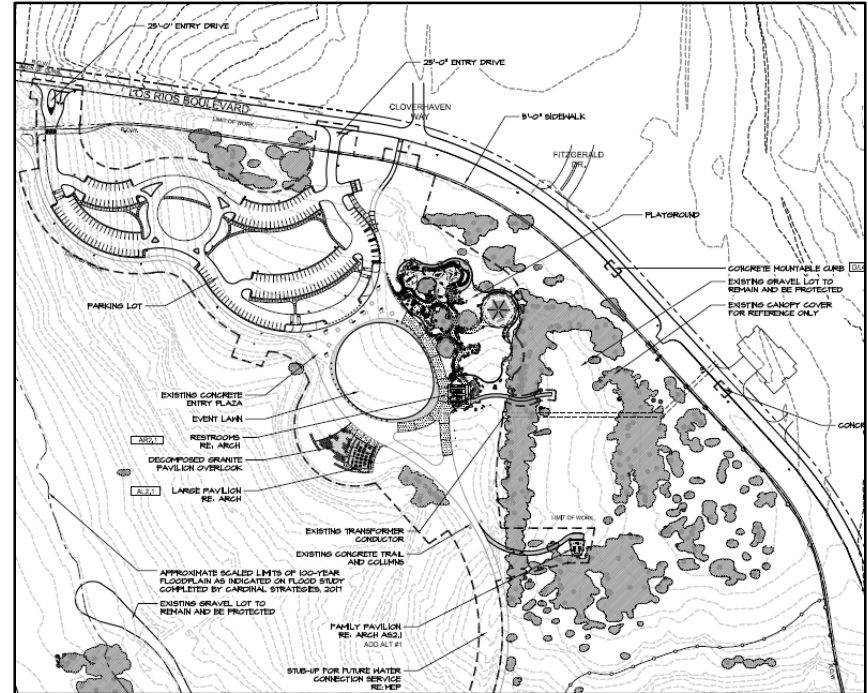 25'-0" ENTRY DRIVE
25'-0" ENTRY DRIVE
LOS RIOS BOULEVARD
LIMIT OF WORK
R.O.W.
CLOVERHAVEN
WAY
5'-0" SIDEWALK
FITZGERALD
DR.
PLAYGROUND
CONCRETE MOUNTABLE CURB
EXISTING GRAVEL LOT TO
REMAIN AND BE PROTECTED
EXISTING CANOPY COVER
FOR REFERENCE ONLY
PARKING LOT
EXISTING CONCRETE
ENTRY PLAZA
EVENT LAWN
RESTROOMS
RE: ARCH
AR2.1
DECOMPOSED GRANITE
PAVILION OVERLOOK
LARGE PAVILION
RE: ARCH
AL2.1
CONCR
LIMIT OF WORK
EXISTING TRANSFORMER
CONDUCTOR
EXISTING CONCRETE TRAIL
AND COLUMNS
APPROXIMATE SCALED LIMITS OF 100-YEAR
FLOODPLAIN AS INDICATED ON FLOOD STUDY
COMPLETED BY CARDINAL STRATEGIES, 2017
EXISTING GRAVEL LOT TO
REMAIN AND BE PROTECTED
FAMILY PAVILION
RE: ARCH AS2.1
ADD ALT #1
STUB-UP FOR FUTURE WATER
CONNECTION SERVICE
RE:MEP